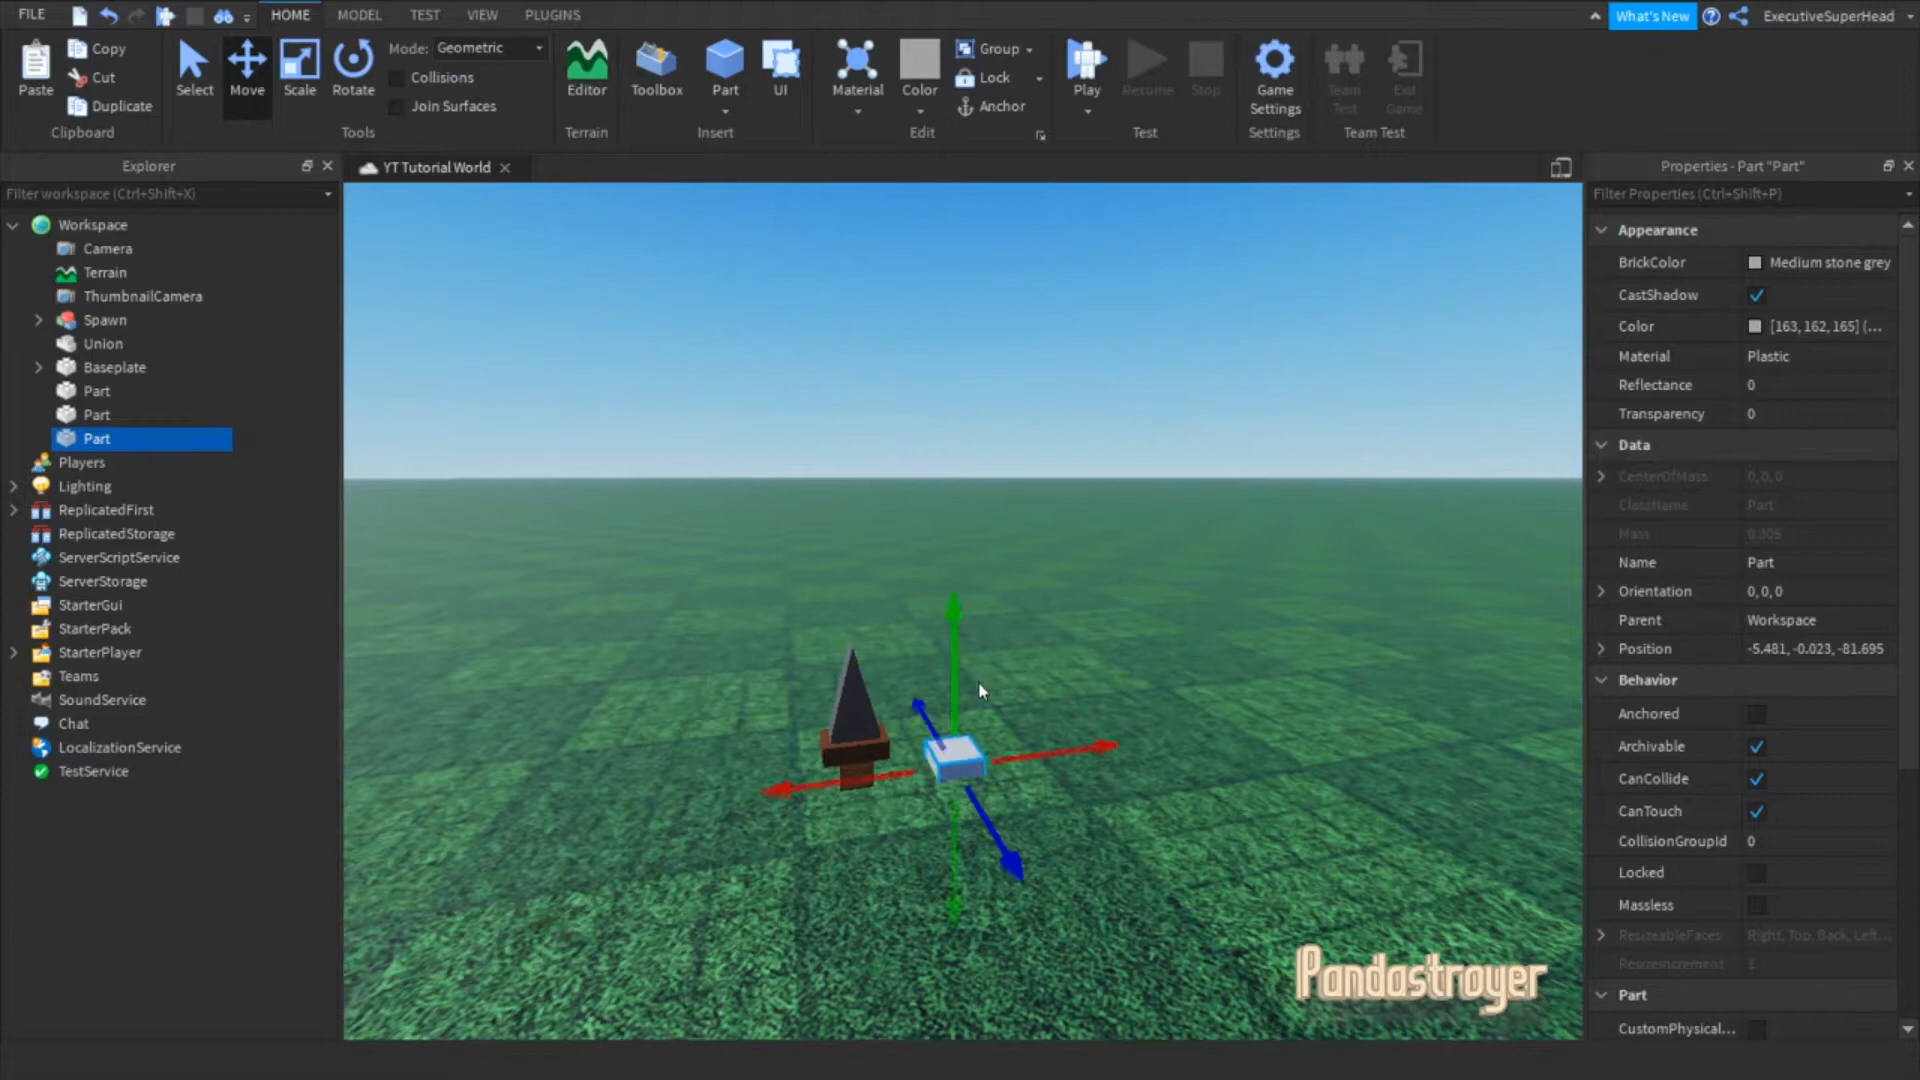 FILE HOME MODEL TEST VIEW PLUGINS What's New ExecutiveSuperHead
Paste Copy Cut Duplicate Clipboard
Select Move Scale Rotate Mode: Geometric Collisions Join Surfaces Tools
Editor Terrain
Toolbox Part UI Insert
Material Color Group Lock Anchor Edit
Play Resume Stop Test
Game Settings Settings
Team Test Exit Game Team Test
Explorer
Filter workspace (Ctrl+Shift+X)
Workspace
Camera
Terrain
ThumbnailCamera
Spawn
Union
Baseplate
Part
Part
Part
Players
Lighting
ReplicatedFirst
ReplicatedStorage
ServerScriptService
ServerStorage
StarterGui
StarterPack
StarterPlayer
Teams
SoundService
Chat
LocalizationService
TestService
YT Tutorial World
Pandastroyer
Properties - Part "Part"
Filter Properties (Ctrl+Shift+P)
Appearance
BrickColor Medium stone grey
CastShadow
Color [163, 162, 165] (...
Material Plastic
Reflectance 0
Transparency 0
Data
CenterOfMass 0,0,0
ClassName Part
Mass 0.305
Name Part
Orientation 0,0,0
Parent Workspace
Position -5.481, -0.023, -81.695
Behavior
Anchored
Archivable
CanCollide
CanTouch
CollisionGroupId 0
Locked
Massless
ResizeableFaces Right, Top, Back, Left,...
ResizeIncrement 1
Part
CustomPhysical...